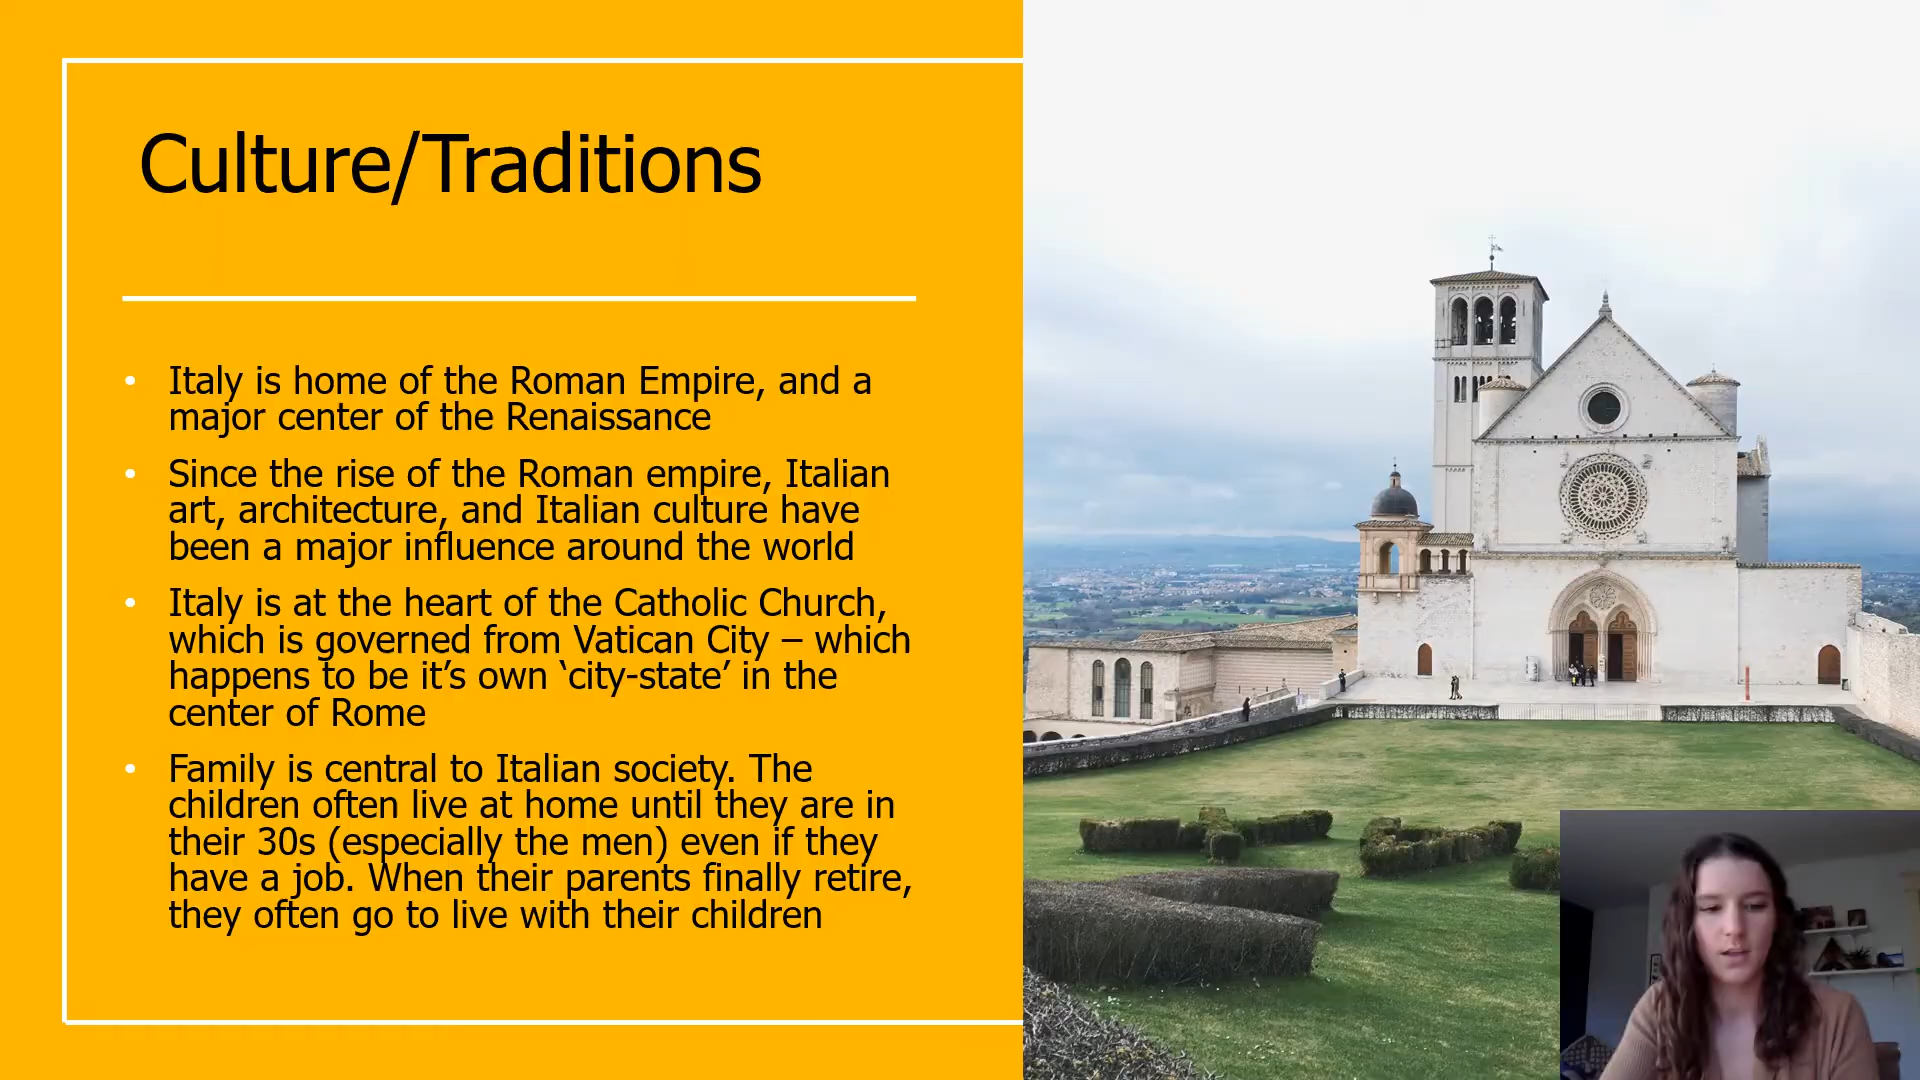 Culture/Traditions
• Italy is home of the Roman Empire, and a
major center of the Renaissance
• Since the rise of the Roman empire, Italian
art, architecture, and Italian culture have
been a major influence around the world
• Italy is at the heart of the Catholic Church,
which is governed from Vatican City – which
happens to be it’s own ‘city-state’ in the
center of Rome
• Family is central to Italian society. The
children often live at home until they are in
their 30s (especially the men) even if they
have a job. When their parents finally retire,
they often go to live with their children